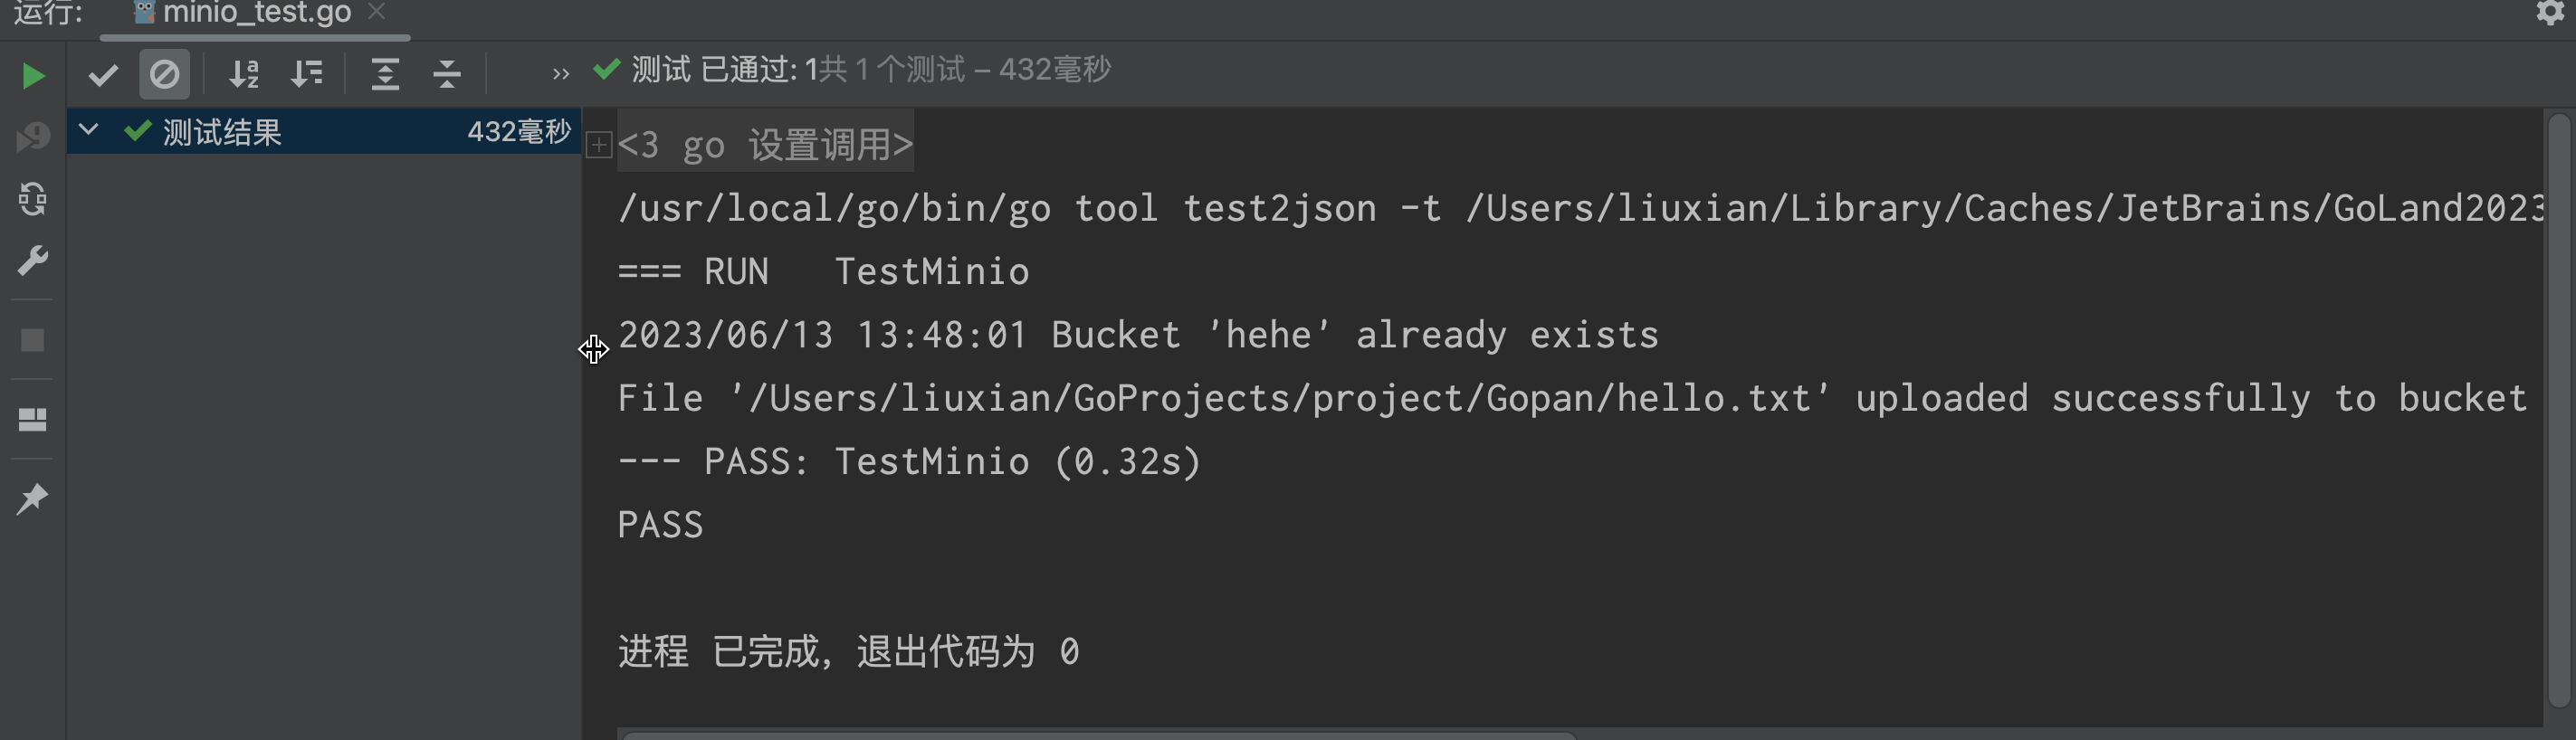 运行: minio_test.go
测试 已通过: 1共 1 个测试 – 432毫秒
测试结果 432毫秒
<3 go 设置调用>
/usr/local/go/bin/go tool test2json -t /Users/liuxian/Library/Caches/JetBrains/GoLand2023
=== RUN   TestMinio
2023/06/13 13:48:01 Bucket 'hehe' already exists
File '/Users/liuxian/GoProjects/project/Gopan/hello.txt' uploaded successfully to bucket
--- PASS: TestMinio (0.32s)
PASS
进程 已完成，退出代码为 0